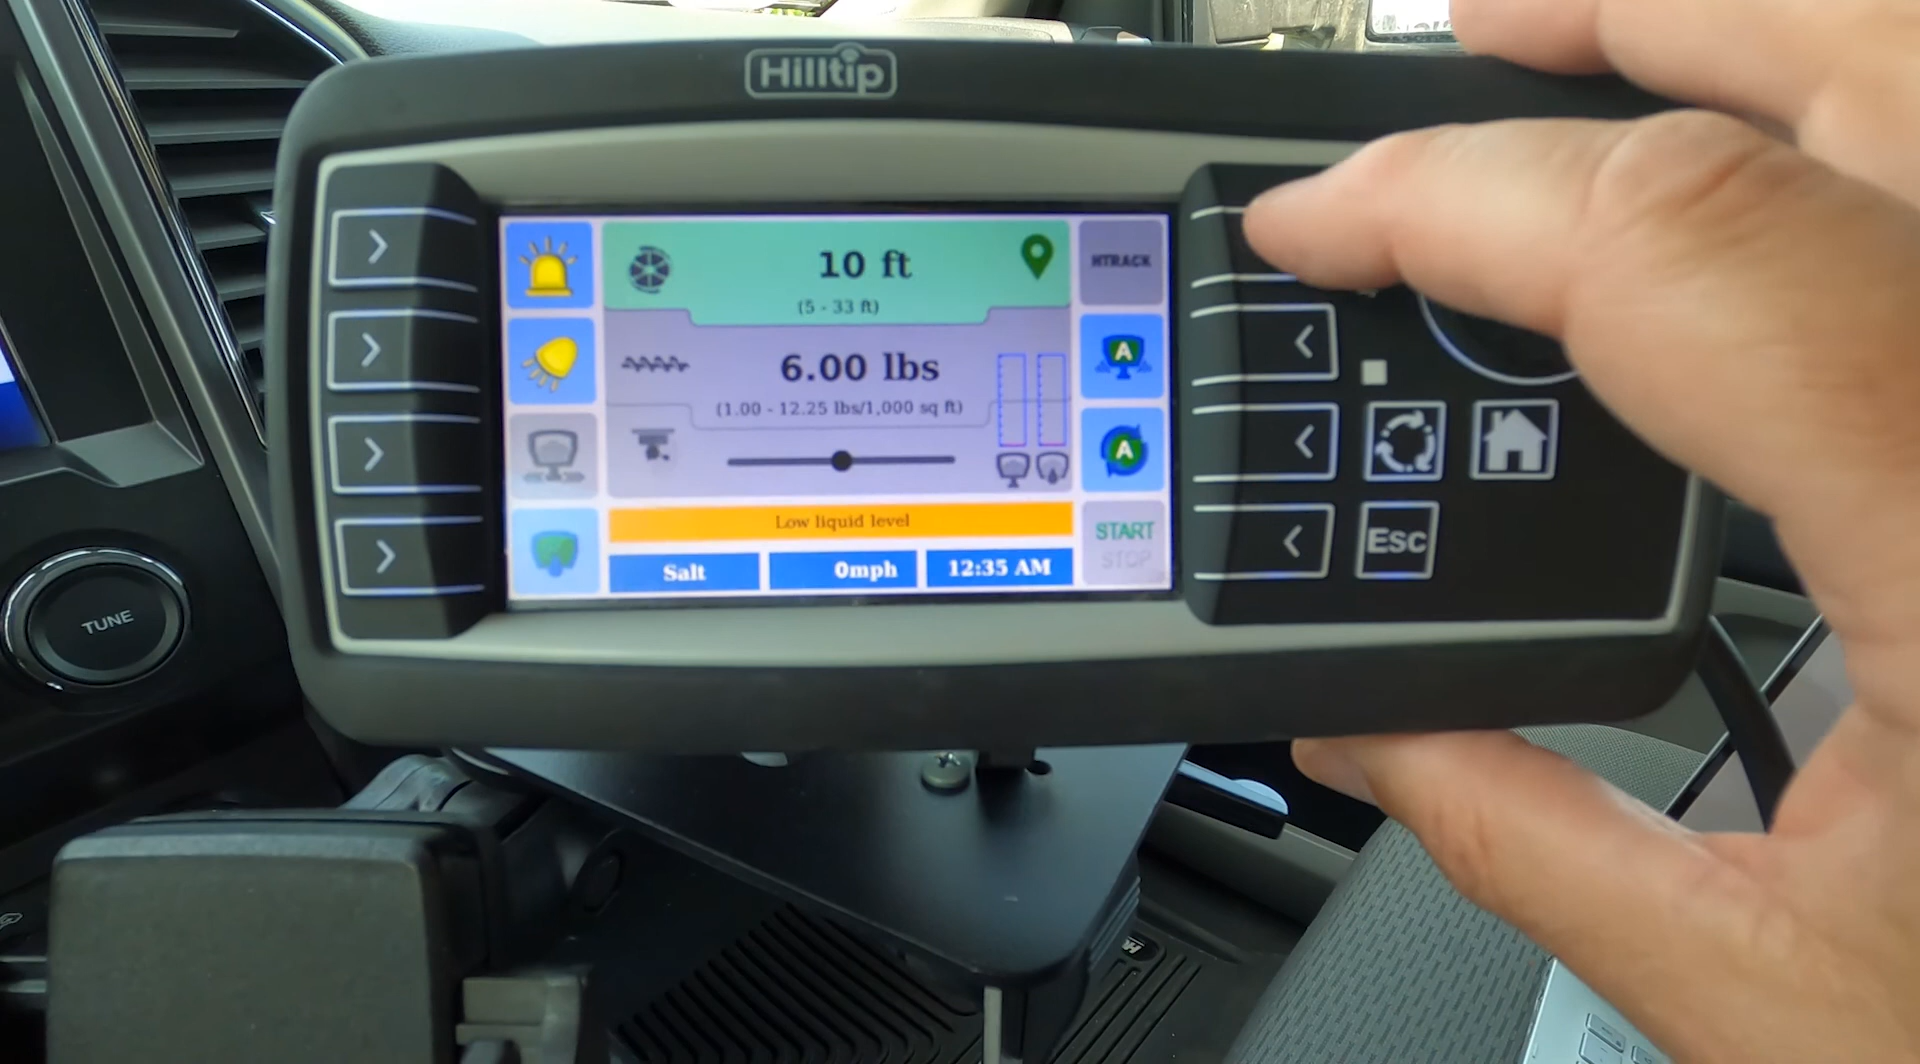 Hilltip
10 ft
(5 - 33 ft)
HTRACK
6.00 lbs
(1.00 - 12.25 lbs/1,000 sq ft)
A
A
Low liquid level
START
STOP
Salt
0mph
12:35 AM
Esc
TUNE